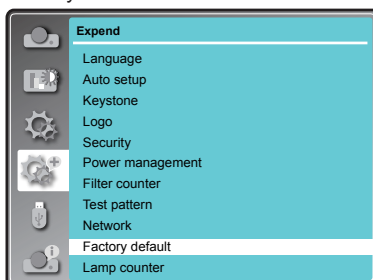 Expend
Language
Auto setup
Keystone
Logo
Security
Power management
Filter counter
Test pattern
Network
Factory default
Lamp counter